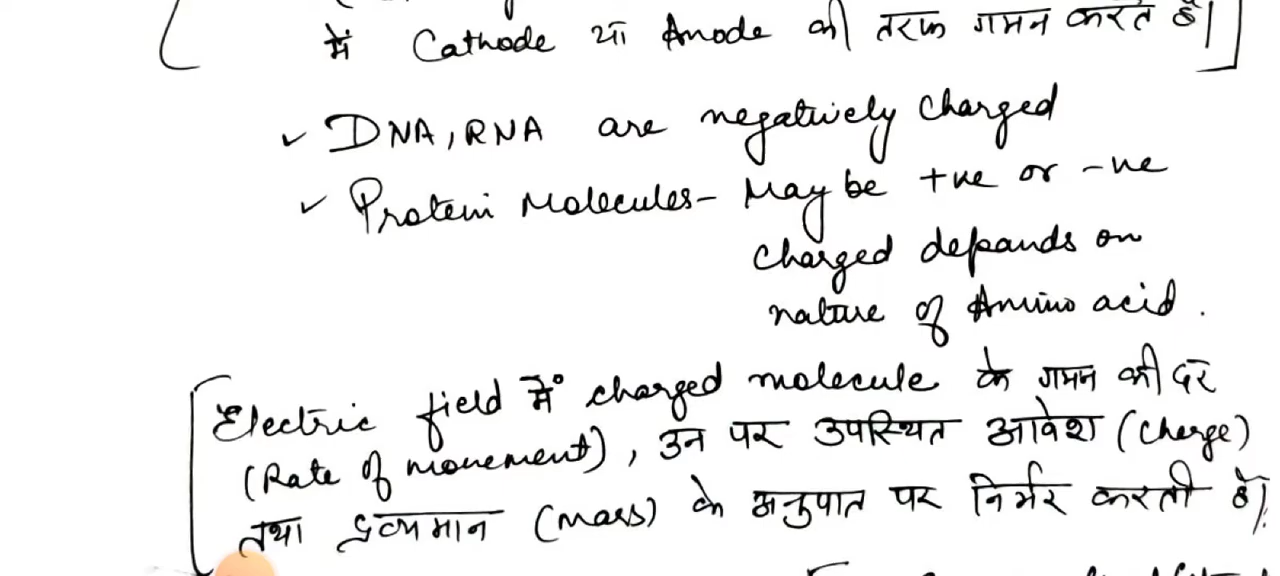 में Cathode या Anode की तरफ गमन करते हैं।]
✓ DNA, RNA are negatively charged
✓ Protein Molecules- May be +ve or -ve
charged depands on
nature of Amino acid.
[Electric field में charged molecule के गमन की दर
(Rate of movement), उन पर उपस्थित आवेश (Charge)
तथा द्रव्यमान (mass) के अनुपात पर निर्भर करती है।